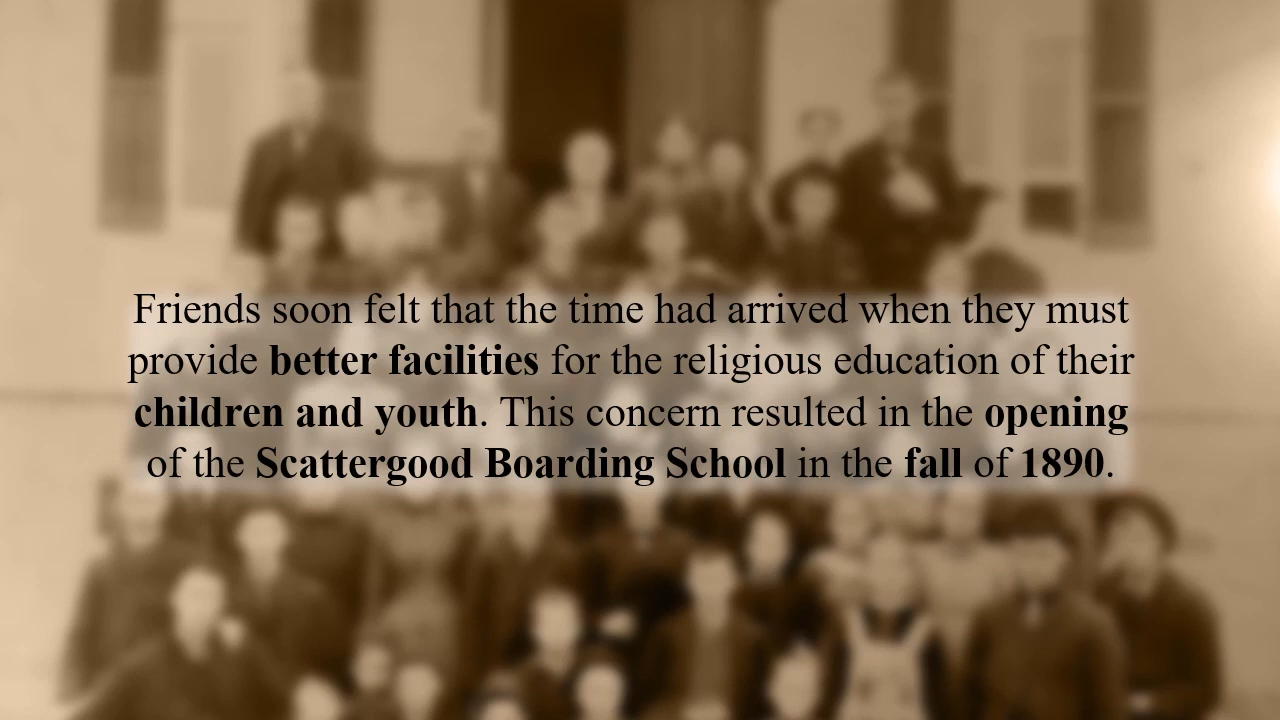 Friends soon felt that the time had arrived when they must
provide better facilities for the religious education of their
children and youth. This concern resulted in the opening
of the Scattergood Boarding School in the fall of 1890.